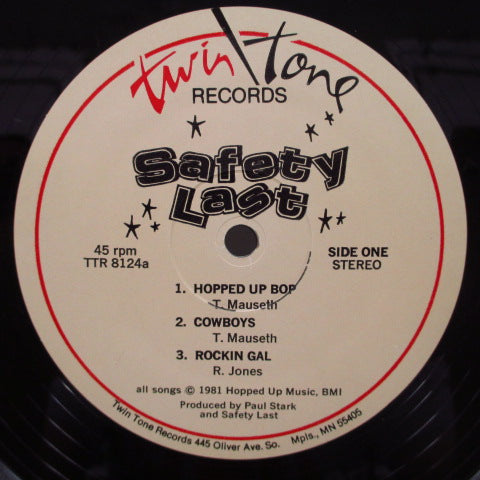 twin\tone
RECORDS
Safety
Last
45 rpm
TTR 8124a
SIDE ONE
STEREO
1. HOPPED UP BOP
T. Mauseth
2. COWBOYS
T. Mauseth
3. ROCKIN GAL
R. Jones
all songs © 1981 Hopped Up Music, BMI
Produced by Paul Stark
and Safety Last
Twin Tone Records 445 Oliver Ave. So. Mpls., MN 55405